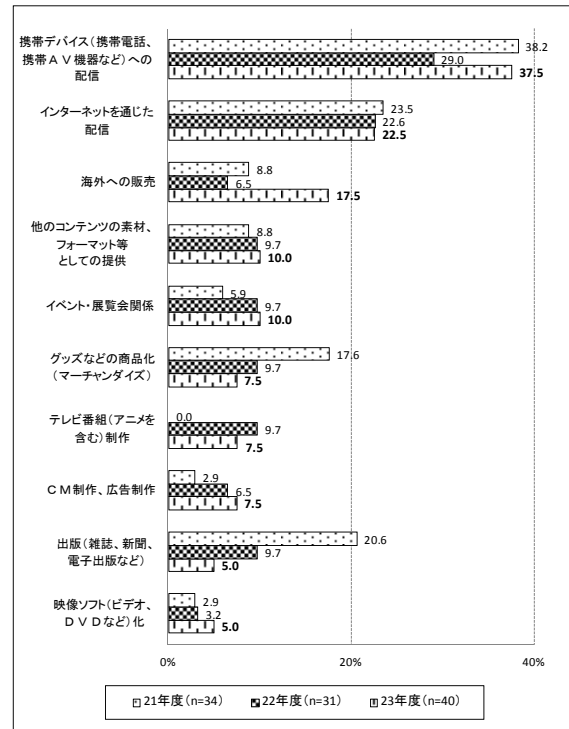 携帯デバイス(携帯電話、
携帯AV機器など)への
配信
38.2
29.0
37.5
インターネットを通じた
配信
23.5
22.6
22.5
海外への販売
8.8
6.5
17.5
他のコンテンツの素材、
フォーマット等
としての提供
8.8
9.7
10.0
イベント・展覧会関係
5.9
9.7
10.0
グッズなどの商品化
(マーチャンダイズ)
17.6
9.7
7.5
テレビ番組(アニメを
含む)制作
0.0
9.7
7.5
CM制作、広告制作
2.9
6.5
7.5
出版(雑誌、新聞、
電子出版など)
20.6
9.7
5.0
映像ソフト(ビデオ、
DVDなど)化
2.9
3.2
5.0
0% 20% 40%
21年度(n=34) 22年度(n=31) 23年度(n=40)